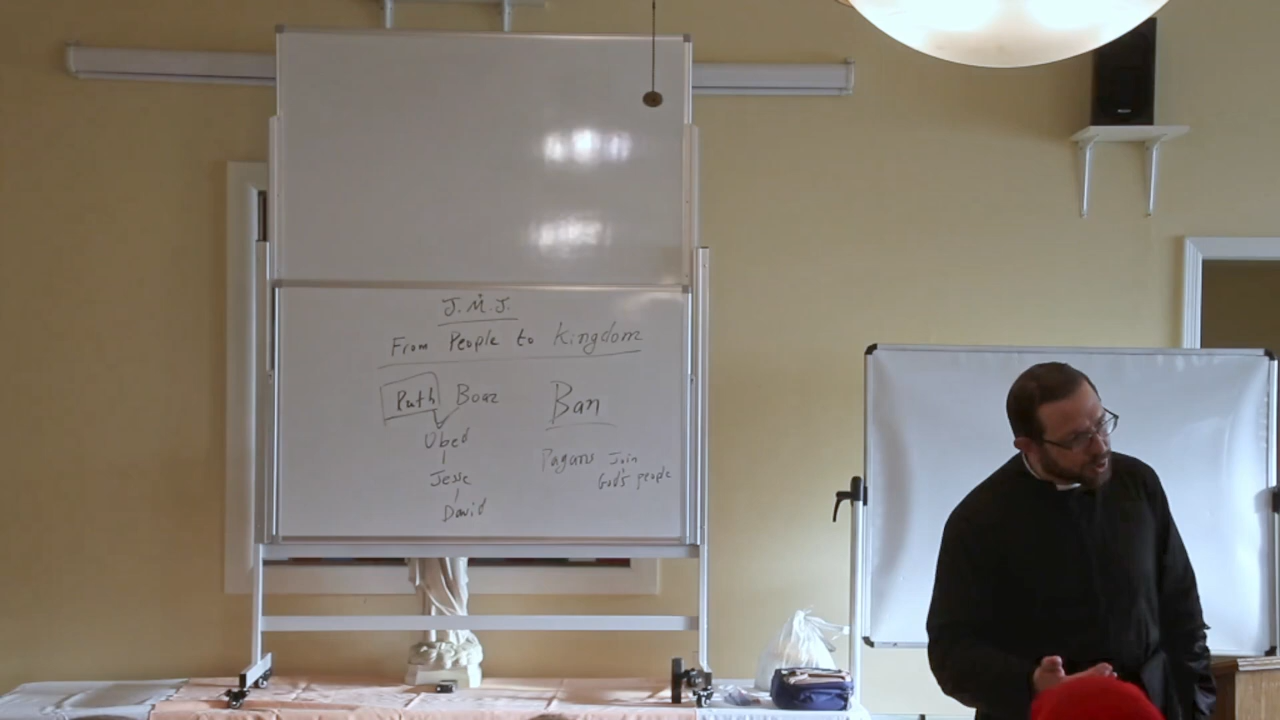 J.M.J.
From People to Kingdom
Ruth Boaz
Obed
Jesse
David
Ban
Pagans Join
God's people